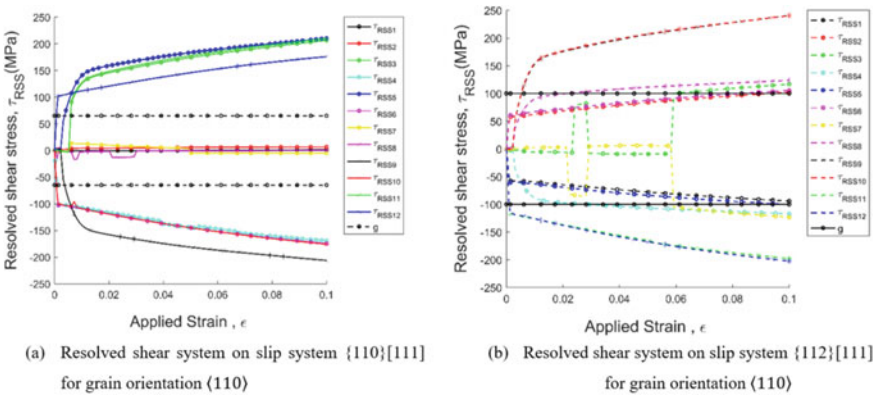 (a)
(b)
Resolved shear stress, τRSS(MPa)
250
200
150
100
50
0
-50
-100
-150
-200
-250
0
0.02
0.04
0.06
0.08
0.1
Applied Strain , ϵ
τRSS1
τRSS2
τRSS3
τRSS4
τRSS5
τRSS6
τRSS7
τRSS8
τRSS9
τRSS10
τRSS11
τRSS12
g
Resolved shear stress, τRSS(MPa)
250
200
150
100
50
0
-50
-100
-150
-200
-250
0
0.02
0.04
0.06
0.08
0.1
Applied Strain , ϵ
τRSS1
τRSS2
τRSS3
τRSS4
τRSS5
τRSS6
τRSS7
τRSS8
τRSS9
τRSS10
τRSS11
τRSS12
g
(a) Resolved shear system on slip system {110}[111]
for grain orientation ⟨110⟩
(b) Resolved shear system on slip system {112}[111]
for grain orientation ⟨110⟩